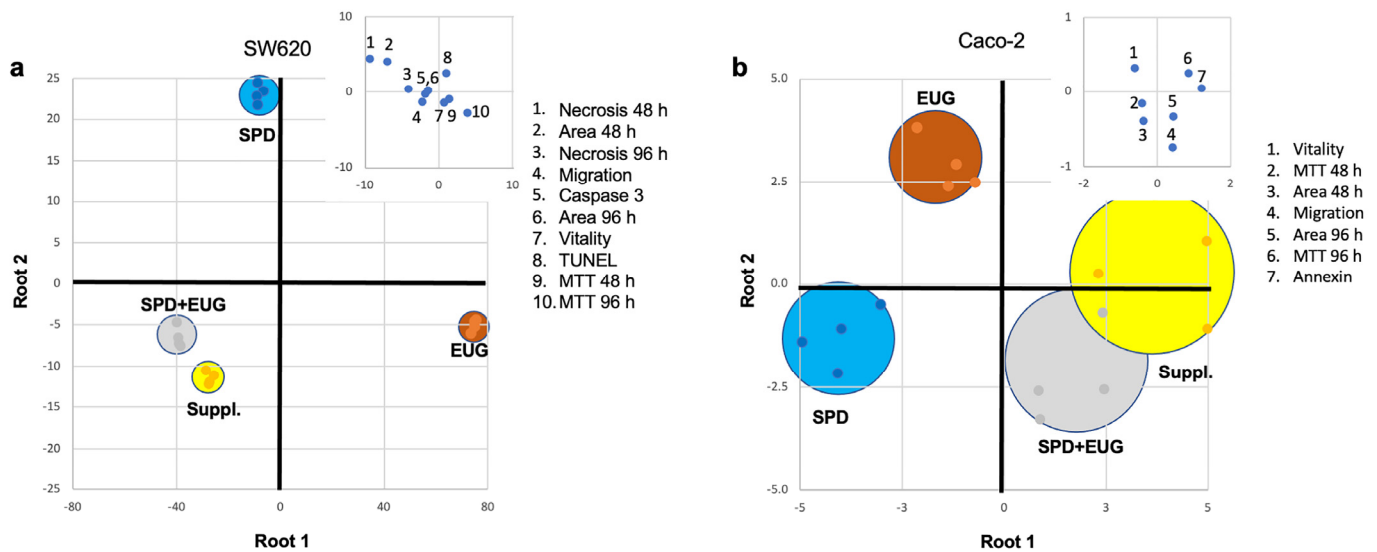 a
SW620
10
0
-10
-10
0
10
1
2
3
5,6
8
4
7
9
10
25
20
15
10
5
0
-5
-10
-15
-20
-25
-80
-40
0
40
80
Root 2
Root 1
SPD
SPD+EUG
Suppl.
EUG
1. Necrosis 48 h
2. Area 48 h
3. Necrosis 96 h
4. Migration
5. Caspase 3
6. Area 96 h
7. Vitality
8. TUNEL
9. MTT 48 h
10. MTT 96 h
b
Caco-2
1
0
-1
-2
0
2
1
6
7
2
5
3
4
5.0
2.5
0.0
-2.5
-5.0
-5
-3
0
3
5
Root 2
Root 1
EUG
SPD
Suppl.
SPD+EUG
1. Vitality
2. MTT 48 h
3. Area 48 h
4. Migration
5. Area 96 h
6. MTT 96 h
7. Annexin